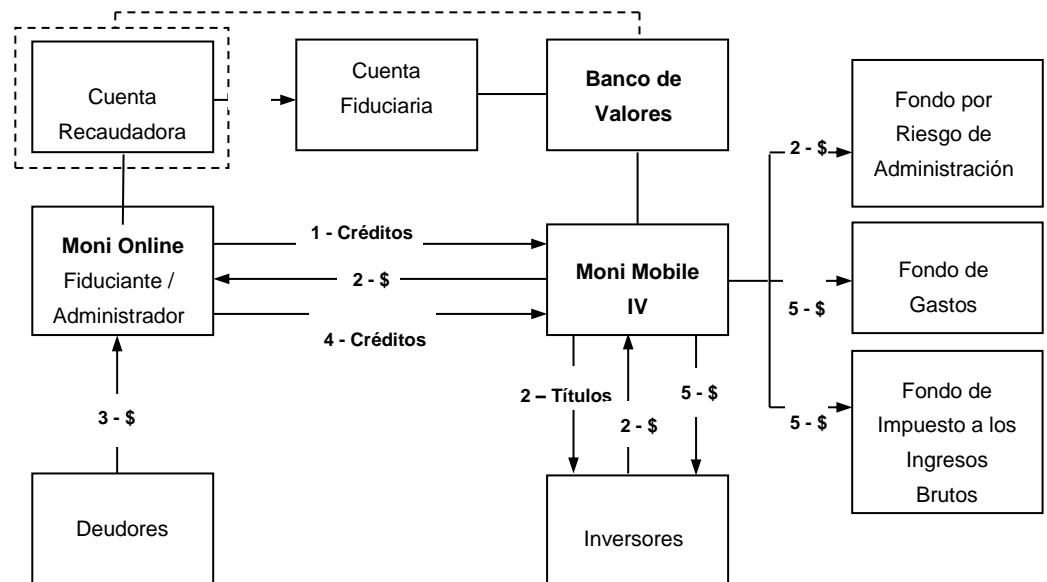 Cuenta
Recaudadora
Cuenta
Fiduciaria
Banco de
Valores
Fondo por
Riesgo de
Administración
2 - $
Moni Online
Fiduciante /
Administrador
1 - Créditos
2 - $
4 - Créditos
Moni Mobile
IV
Fondo de
Gastos
5 - $
3 - $
2 – Títulos
2 - $
5 - $
5 - $
Fondo de
Impuesto a los
Ingresos
Brutos
Deudores
Inversores